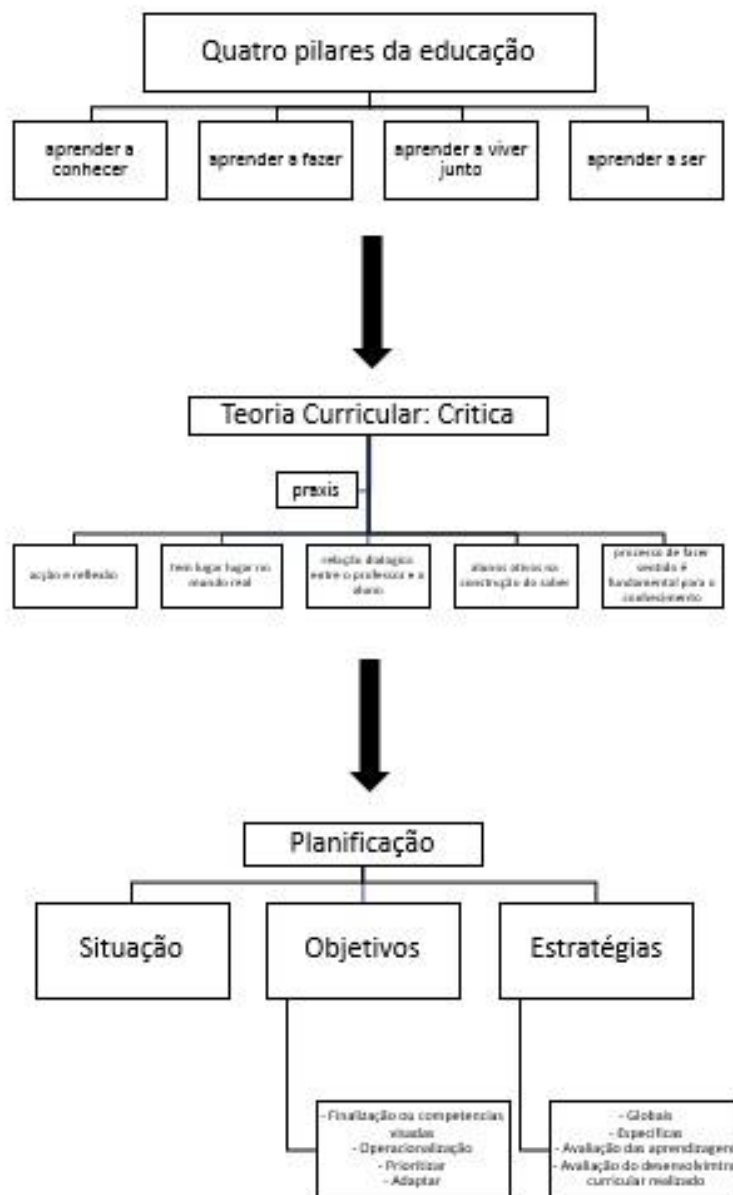 Quatro pilares da educação
aprender a
conhecer
aprender a fazer
aprender a viver
junto
aprender a ser
Teoria Curricular: Critica
praxis
acção e reflexão
tem lugar lugar no
mundo real
relação dialogica
entre o professor e o
aluno
alunos ativos na
construção do saber
processo de fazer
sentido é
fundamental para o
conhecimento
Planificação
Situação
Objetivos
Estratégias
- Finalização ou competencias
visadas
- Operacionalização
- Prioritizar
- Adaptar
- Globais
- Especificas
- Avaliação das aprendizagens
- Avaliação do
curricular realizado